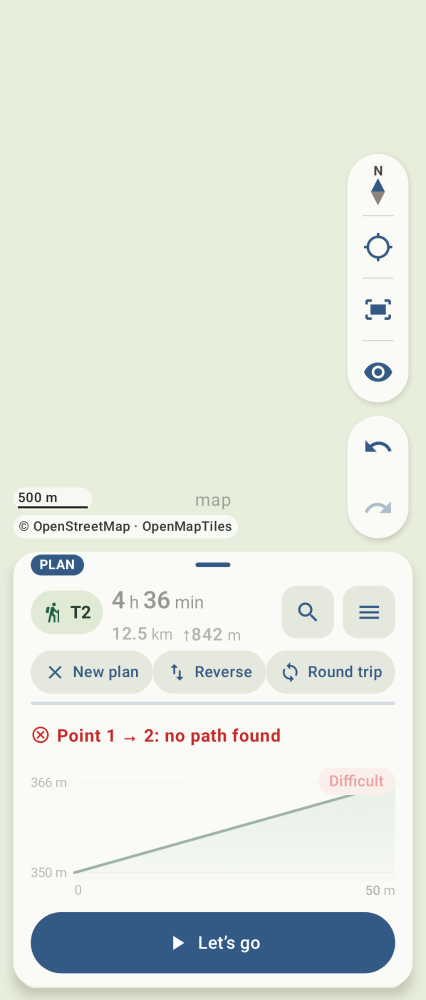 N
500 m
map
© OpenStreetMap · OpenMapTiles
PLAN
T2
4 h 36 min
12.5 km ↑842 m
New plan
Reverse
Round trip
Point 1 → 2: no path found
366 m
Difficult
350 m
0
50 m
Let’s go